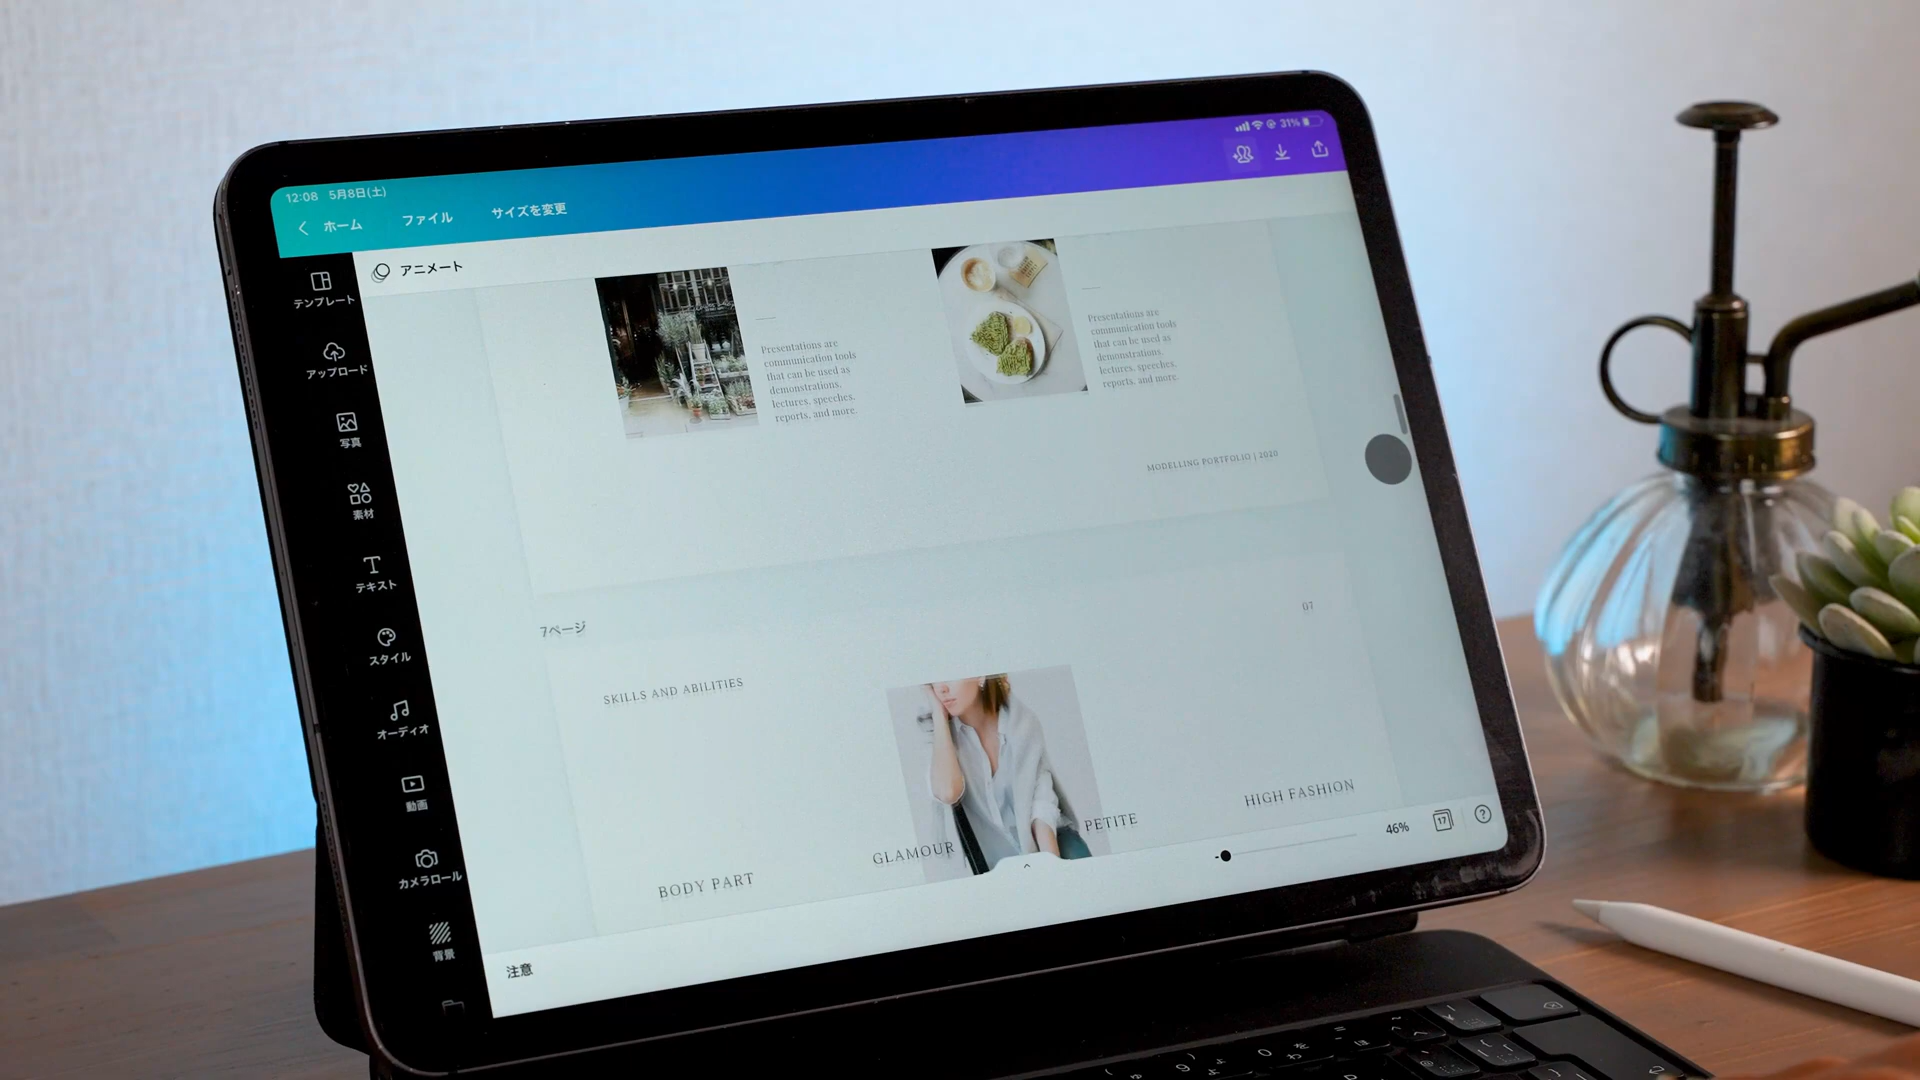 12:08 5月8日(土)
31%
ホーム
ファイル
サイズを変更
アニメート
テンプレート
アップロード
写真
素材
テキスト
スタイル
オーディオ
動画
カメラロール
背景
Presentations are
communication tools
that can be used as
demonstrations,
lectures, speeches,
reports, and more.
Presentations are
communication tools
that can be used as
demonstrations,
lectures, speeches,
reports, and more.
MODELLING PORTFOLIO | 2020
7ページ
07
SKILLS AND ABILITIES
BODY PART
GLAMOUR
PETITE
HIGH FASHION
注意
46%
17
?